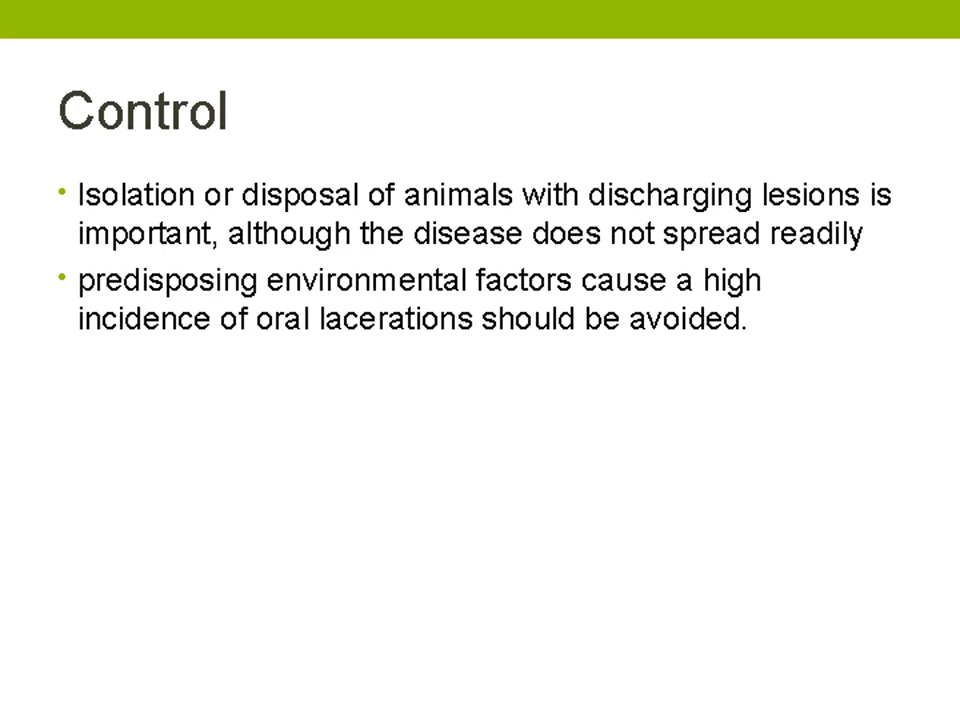 Control
• Isolation or disposal of animals with discharging lesions is
important, although the disease does not spread readily
• predisposing environmental factors cause a high
incidence of oral lacerations should be avoided.